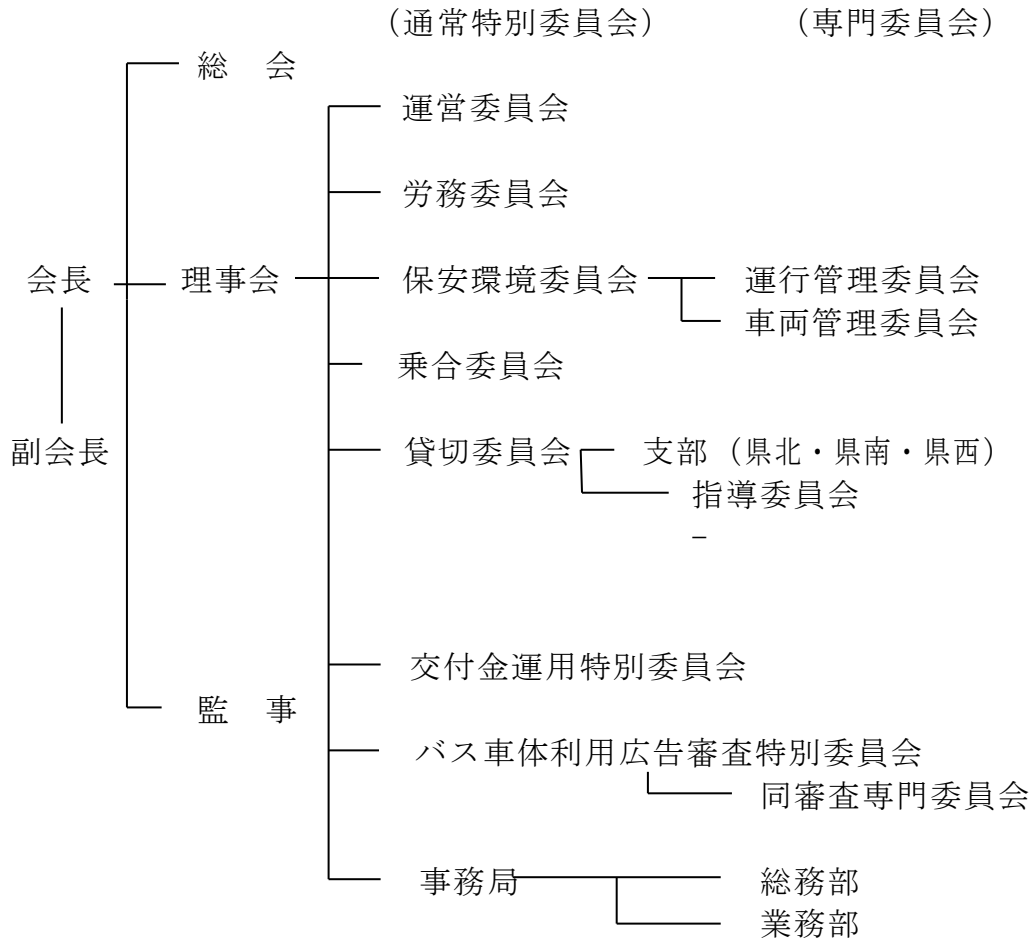 （通常特別委員会）　（専門委員会）
総　会
運営委員会
労務委員会
会長　理事会　保安環境委員会　運行管理委員会
車両管理委員会
乗合委員会
副会長　貸切委員会　支部（県北・県南・県西）
指導委員会
–
交付金運用特別委員会
監　事
バス車体利用広告審査特別委員会
同審査専門委員会
事務局　総務部
業務部